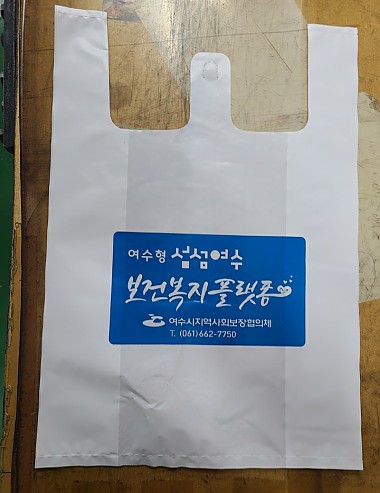 여수형 섬섬여수
보건복지플랫폼
여수시지역사회보장협의체
T. (061)662-7750